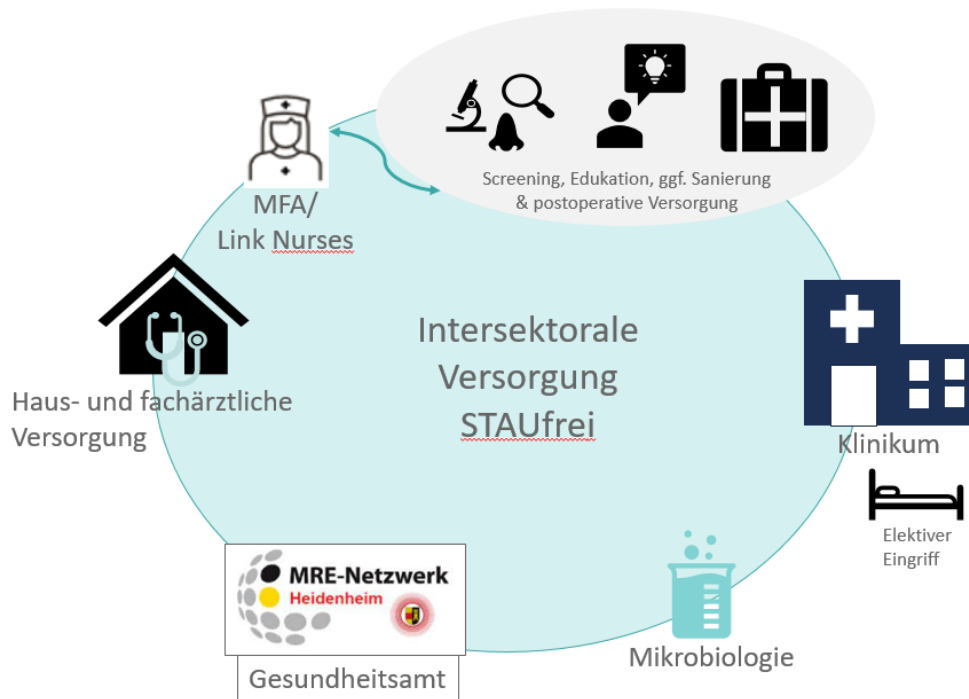 Screening, Edukation, ggf. Sanierung
& postoperative Versorgung
MFA/
Link Nurses
Intersektorale
Versorgung
STAUfrei
Haus- und fachärztliche
Versorgung
Klinikum
Elektiver
Eingriff
MRE-Netzwerk
Heidenheim
Gesundheitsamt
Mikrobiologie